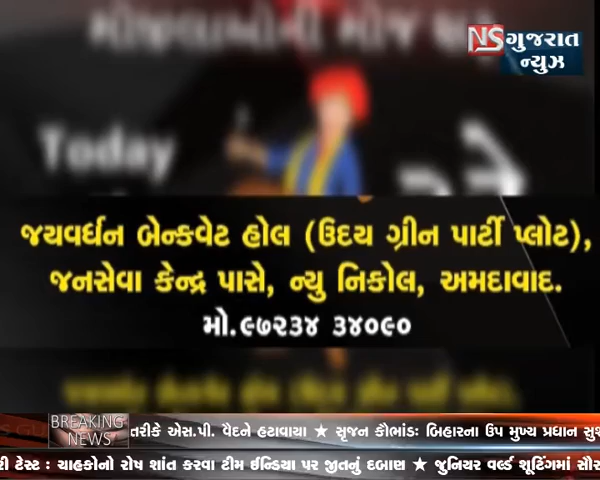 NS ગુજરાત
ન્યુઝ
Today
જયવર્ધન બેન્કવેટ હોલ (ઉદય ગ્રીન પાર્ટી પ્લોટ),
જનસેવા કેન્દ્ર પાસે, ન્યુ નિકોલ, અમદાવાદ.
મો.૯૭૨૩૪ ૩૪૦૯૦
BREAKING
NEWS
તરીકે એસ.પી. વૈદને હટાવાયા ★ સૃજન કૌભાંડઃ બિહારના ઉપ મુખ્ય પ્રધાન સુશ
રી ટેસ્ટ : ચાહકોનો રોષ શાંત કરવા ટીમ ઈન્ડિયા પર જીતનું દબાણ ★ જુનિયર વર્લ્ડ શૂટિંગમાં સૌર